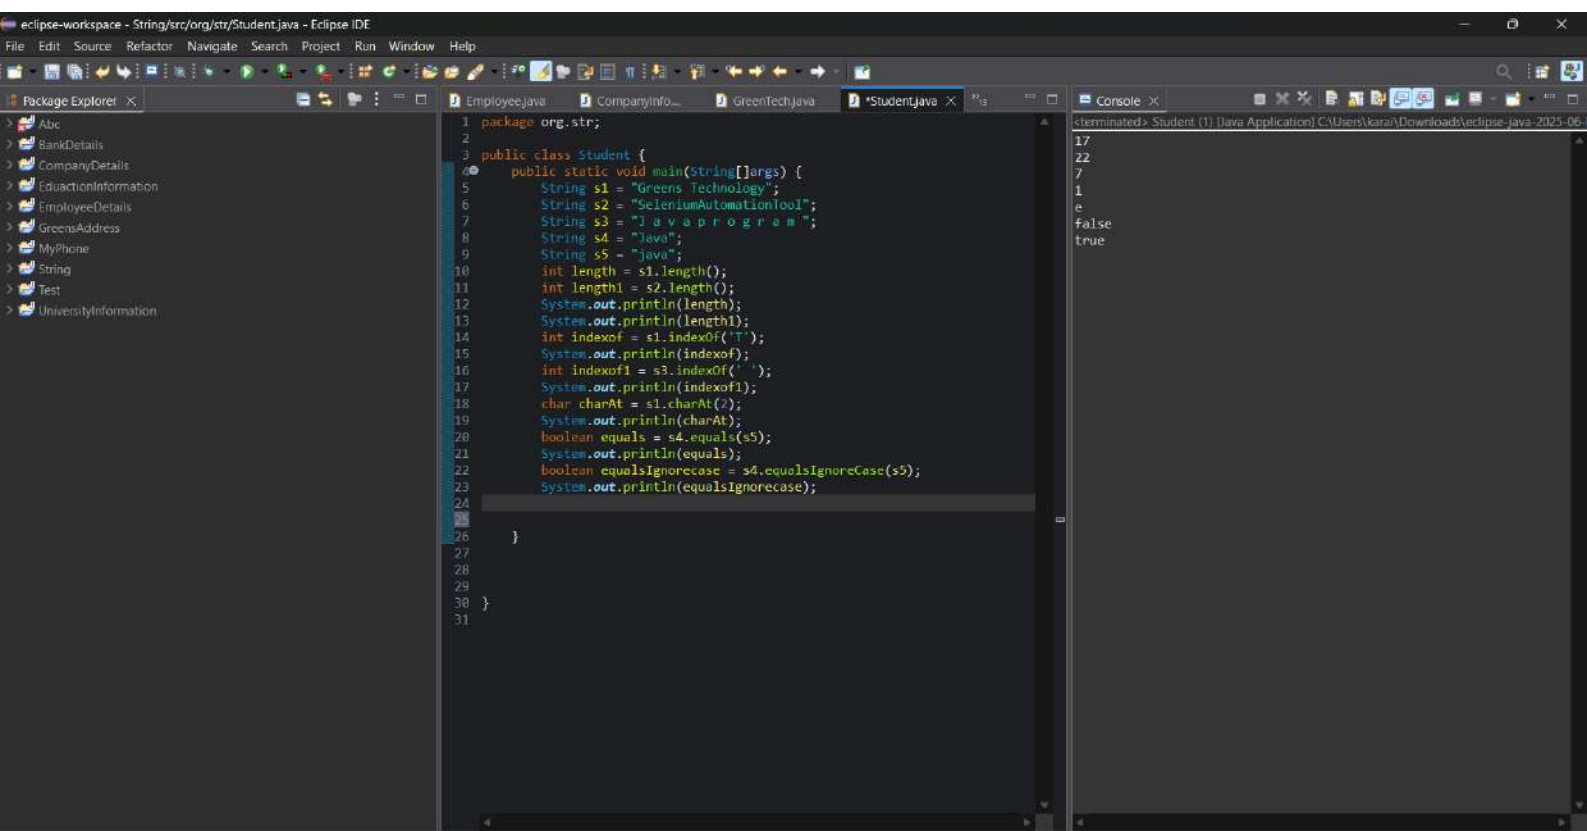 eclipse-workspace - String/src/org/str/Student.java - Eclipse IDE
File Edit Source Refactor Navigate Search Project Run Window Help
Package Explorer
Abc
BankDetails
CompanyDetails
EduactionInformation
EmployeeDetails
GreensAddress
MyPhone
String
Test
UniversityInformation
Employee.java CompanyInfo.... GreenTech.java *Student.java 13
1 package org.str;
2
3 public class Student {
4 public static void main(String[]args) {
5 String s1 = "Greens Technology";
6 String s2 = "SeleniumAutomationTool";
7 String s3 = "J a v a p r o g r a m ";
8 String s4 = "Java";
9 String s5 = "java";
10 int length = s1.length();
11 int length1 = s2.length();
12 System.out.println(length);
13 System.out.println(length1);
14 int indexof = s1.indexOf('T');
15 System.out.println(indexof);
16 int indexof1 = s3.indexOf(' ');
17 System.out.println(indexof1);
18 char charAt = s1.charAt(2);
19 System.out.println(charAt);
20 boolean equals = s4.equals(s5);
21 System.out.println(equals);
22 boolean equalsIgnorecase = s4.equalsIgnoreCase(s5);
23 System.out.println(equalsIgnorecase);
24
25
26 }
27
28
29
30 }
31
Console
<terminated> Student (1) [Java Application] C:\Users\karai\Downloads\eclipse-java-2025-06-
17
22
7
1
e
false
true